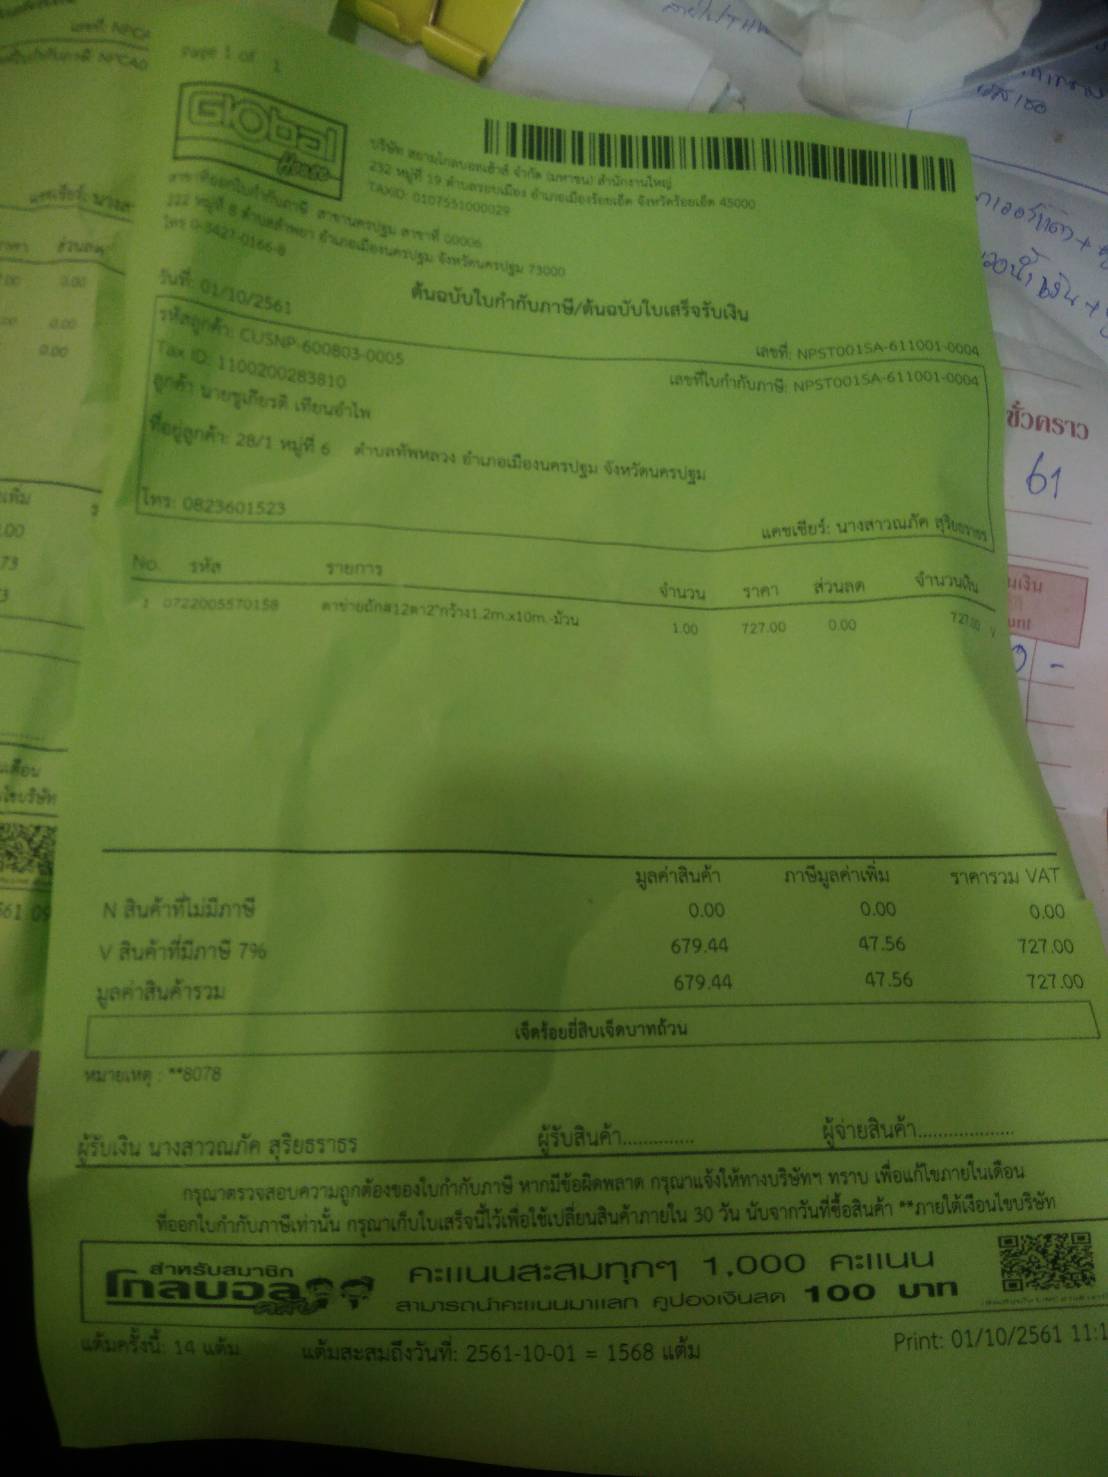 Page 1 of 1
Global
House
บริษัท สยามโกลบอลเฮ้าส์ จำกัด (มหาชน) สำนักงานใหญ่
232 หมู่ที่ 19 ตำบลรอบเมือง อำเภอเมืองร้อยเอ็ด จังหวัดร้อยเอ็ด 45000
TAXID: 0107551000029
สาขาที่ออกใบกำกับภาษี สาขานครปฐม สาขาที่ 00006
222 หมู่ที่ 8 ตำบลลำพยา อำเภอเมืองนครปฐม จังหวัดนครปฐม 73000
โทร 0-3427-0166-8
วันที่: 01/10/2561
ต้นฉบับใบกำกับภาษี/ต้นฉบับใบเสร็จรับเงิน
เลขที่: NPST001SA-611001-0004
รหัสลูกค้า: CUSNP-600803-0005
เลขที่ใบกำกับภาษี: NPST001SA-611001-0004
Tax ID: 1100200283810
ลูกค้า นายชูเกียรติ เทียนอำไพ
ที่อยู่ลูกค้า: 28/1 หมู่ที่ 6 ตำบลทัพหลวง อำเภอเมืองนครปฐม จังหวัดนครปฐม
โทร: 0823601523
แคชเชียร์: นางสาวณภัค สุริยธราธร
No. รหัส รายการ จำนวน ราคา ส่วนลด จำนวนเงิน
1 0722005570158 ตาข่ายถัก#12ตา2"กว้าง1.2m.x10m.-ม้วน 1.00 727.00 0.00 727.00 V
มูลค่าสินค้า ภาษีมูลค่าเพิ่ม ราคารวม VAT
N สินค้าที่ไม่มีภาษี 0.00 0.00 0.00
V สินค้าที่มีภาษี 7% 679.44 47.56 727.00
มูลค่าสินค้ารวม 679.44 47.56 727.00
เจ็ดร้อยยี่สิบเจ็ดบาทถ้วน
หมายเหตุ : **8078
ผู้รับเงิน นางสาวณภัค สุริยธราธร ผู้รับสินค้า............. ผู้จ่ายสินค้า..................
กรุณาตรวจสอบความถูกต้องของใบกำกับภาษี หากมีข้อผิดพลาด กรุณาแจ้งให้ทางบริษัทฯ ทราบ เพื่อแก้ไขภายในเดือน
ที่ออกใบกำกับภาษีเท่านั้น กรุณาเก็บใบเสร็จนี้ไว้เพื่อใช้เปลี่ยนสินค้าภายใน 30 วัน นับจากวันที่ซื้อสินค้า **ภายใต้เงื่อนไขบริษัท
สำหรับสมาชิก
โกลบอล
คลับ
คะแนนสะสมทุกๆ 1,000 คะแนน
สามารถนำคะแนนมาแลก คูปองเงินสด 100 บาท
แต้มครั้งนี้: 14 แต้ม แต้มสะสมถึงวันที่: 2561-10-01 = 1568 แต้ม
Print: 01/10/2561 11:1
ชั่วคราว
61
ส่วนลด
0.00
0.00
0.00